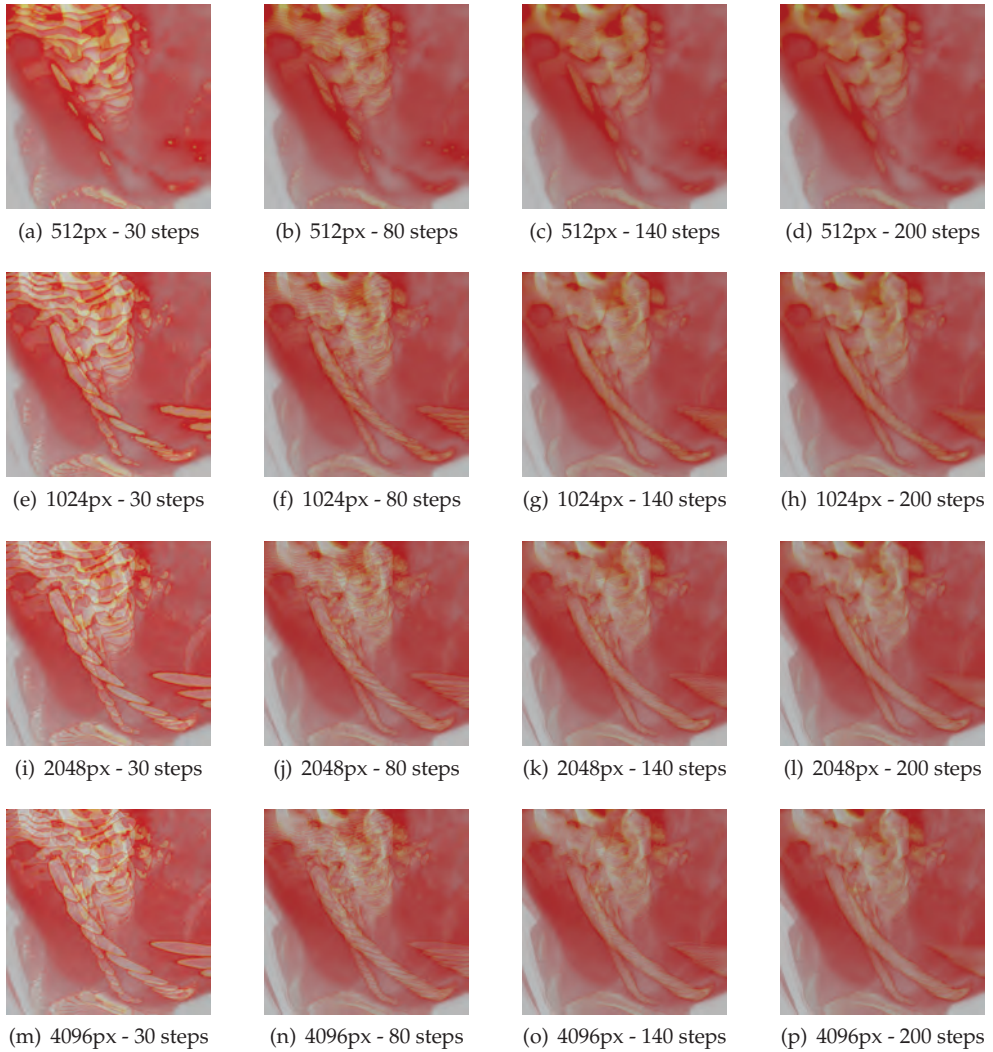 (a) 512px - 30 steps
(b) 512px - 80 steps
(c) 512px - 140 steps
(d) 512px - 200 steps
(e) 1024px - 30 steps
(f) 1024px - 80 steps
(g) 1024px - 140 steps
(h) 1024px - 200 steps
(i) 2048px - 30 steps
(j) 2048px - 80 steps
(k) 2048px - 140 steps
(l) 2048px - 200 steps
(m) 4096px - 30 steps
(n) 4096px - 80 steps
(o) 4096px - 140 steps
(p) 4096px - 200 steps